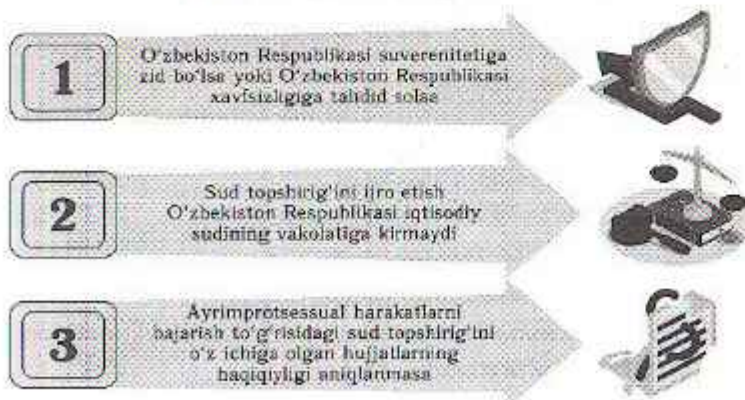 1
O'zbekiston Respublikasi suverenitetiga
zid bo'lsa yoki O'zbekiston Respublikasi
xavfsizligiga tahdid solsa
2
Sud topshirig'ini ijro etish
O'zbekiston Respublikasi iqtisodiy
sudining vakolatiga kirmaydi
3
Ayrimprotsessual harakatlarni
bajarish to'g'risidagi sud topshirig'ini
o'z ichiga olgan hujjatlarning
haqiqiyligi aniqlanmasa